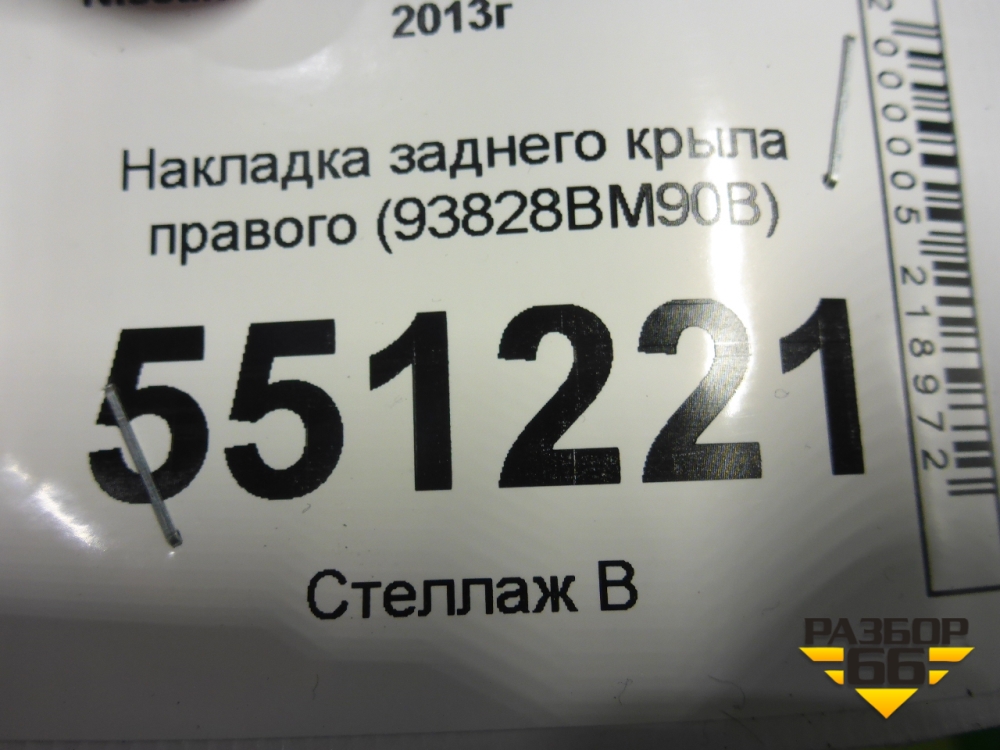 2013г
Накладка заднего крыла
правого (93828BM90B)
551221
Стеллаж В
2000005218972
РАЗБОР
66